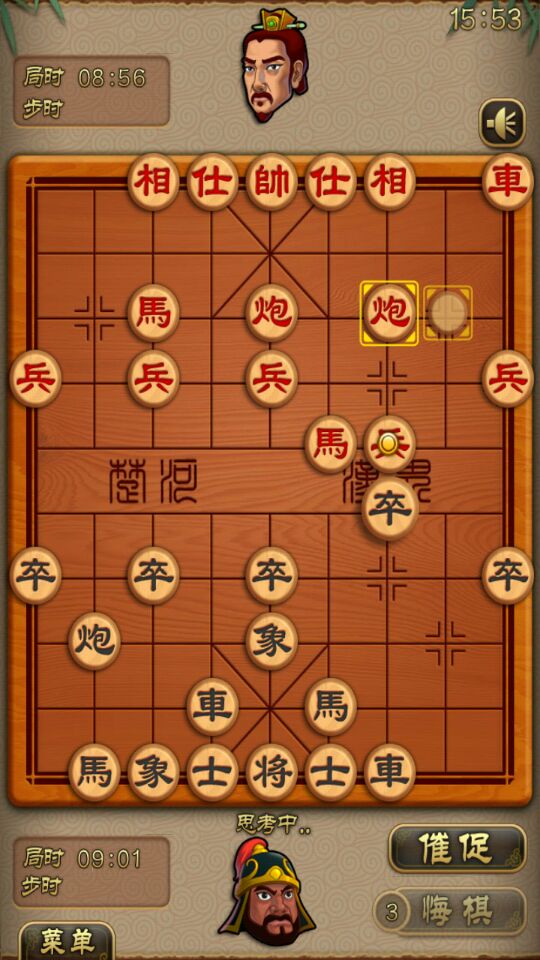 15:53
局时 08:56
步时
相仕帥仕相車
馬炮炮
兵兵兵兵
馬兵
楚河 漢界
卒
卒卒卒卒
炮象
車馬
馬象士将士車
思考中..
局时 09:01
步时
催促
3 悔棋
菜单